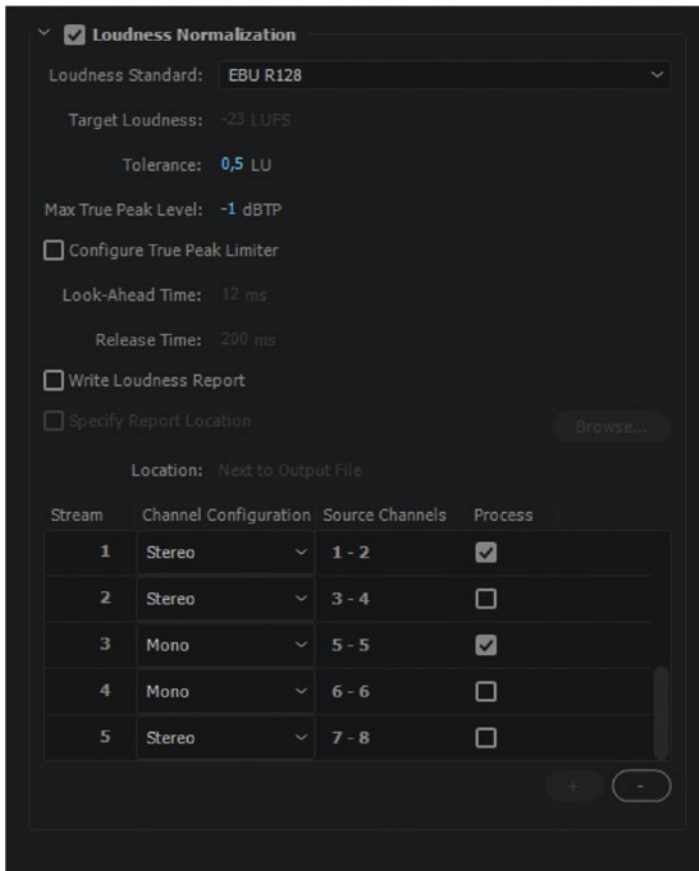 Loudness Normalization
Loudness Standard: EBU R128
Target Loudness: -23 LUFS
Tolerance: 0,5 LU
Max True Peak Level: -1 dBTP
Configure True Peak Limiter
Look-Ahead Time: 12 ms
Release Time: 200 ms
Write Loudness Report
Specify Report Location
Browse...
Location: Next to Output File
Stream Channel Configuration Source Channels Process
1 Stereo 1 - 2
2 Stereo 3 - 4
3 Mono 5 - 5
4 Mono 6 - 6
5 Stereo 7 - 8
+ -